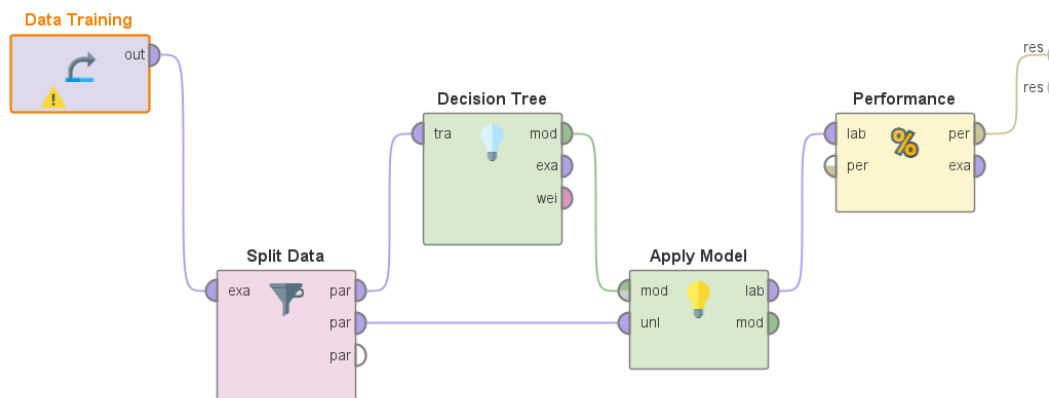 Data Training
out
Split Data
exa
par
par
par
Decision Tree
tra
mod
exa
wei
Apply Model
mod
unl
lab
mod
Performance
%
lab
per
per
exa
res
res